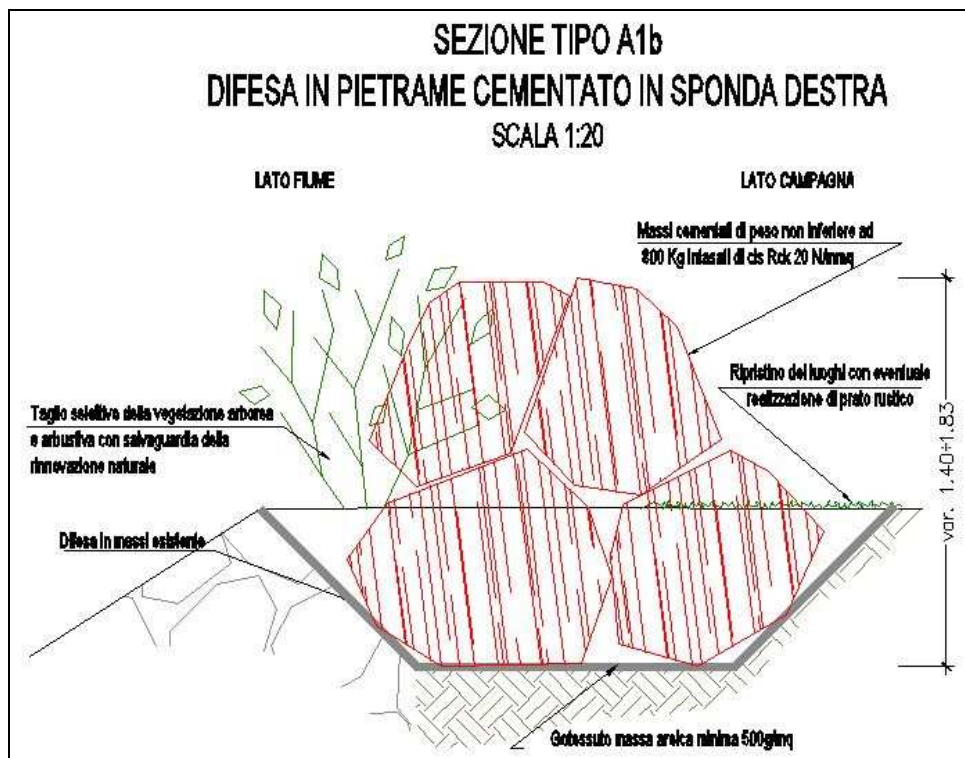 SEZIONE TIPO A1b
DIFESA IN PIETRAME CEMENTATO IN SPONDA DESTRA
SCALA 1:20
LATO FIUME
LATO CAMPAGNA
Massi cementati di peso non inferiore ad
800 Kg intasati di cls Rck 20 N/mmq
Ripristino dei luoghi con eventuale
realizzazione di prato rustico
Taglio selettivo della vegetazione arborea
e arbustiva con salvaguardia della
rinnovazione naturale
var. 1.40÷1.83
Difesa in massi esistente
Gotessuto massa areica minima 500g/mq